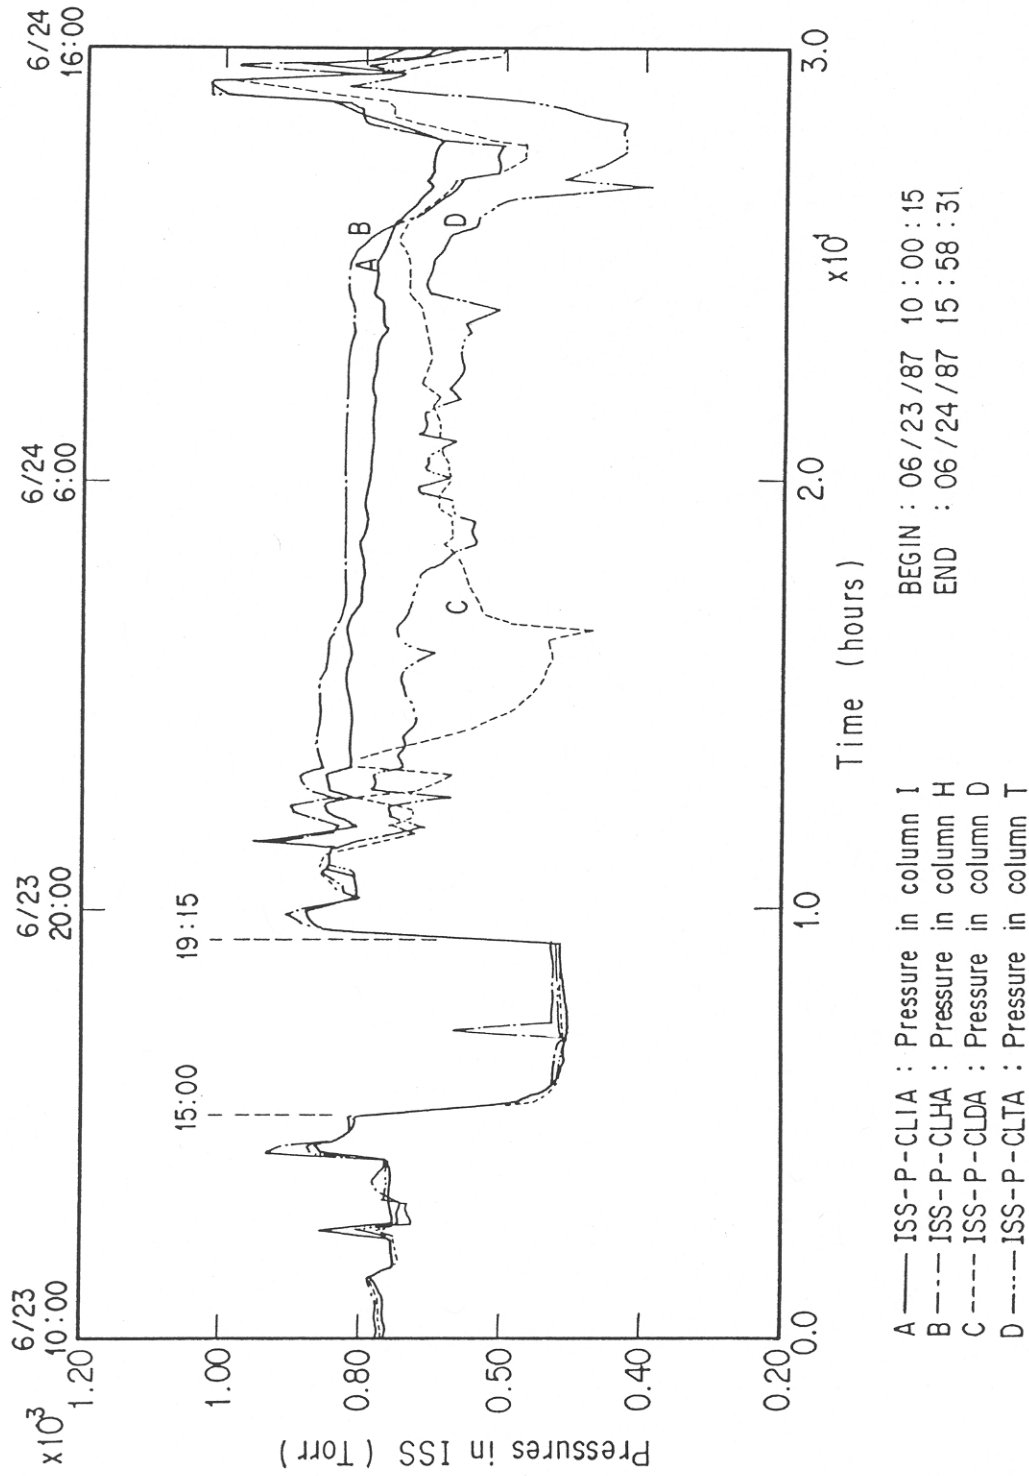 6/23
10:00
6/23
20:00
6/24
6:00
6/24
16:00
x10³
1.20
1.00
0.80
0.50
0.40
0.20
Pressures in ISS (Torr)
15:00
19:15
A
B
C
D
0.0
1.0
2.0
3.0
x10¹
Time (hours)
BEGIN : 06/23/87 10:00:15
END : 06/24/87 15:58:31
A ISS-P-CLIA : Pressure in column I
B ISS-P-CLHA : Pressure in column H
C ISS-P-CLDA : Pressure in column D
D ISS-P-CLTA : Pressure in column T